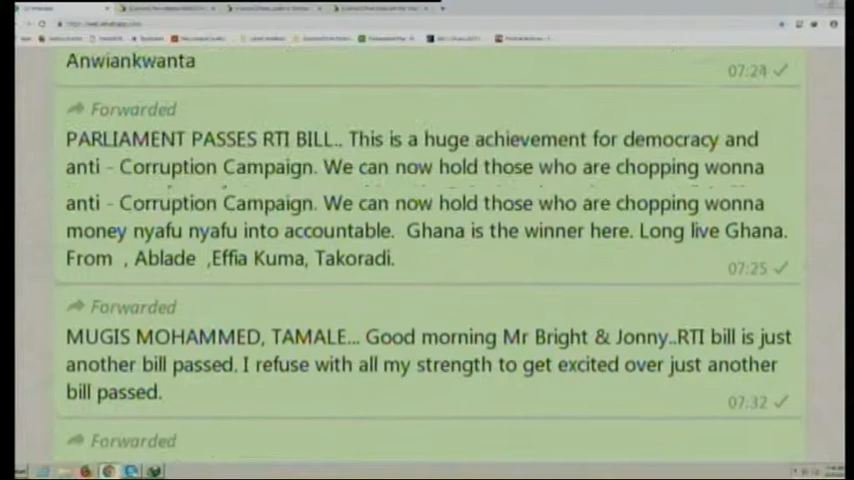 Anwiankwanta
07:24
Forwarded
PARLIAMENT PASSES RTI BILL.. This is a huge achievement for democracy and
anti - Corruption Campaign. We can now hold those who are chopping wonna
anti - Corruption Campaign. We can now hold those who are chopping wonna
money nyafu nyafu into accountable.  Ghana is the winner here. Long live Ghana.
From  , Ablade  ,Effia Kuma, Takoradi.
07:25
Forwarded
MUGIS MOHAMMED, TAMALE... Good morning Mr Bright & Jonny..RTI bill is just
another bill passed. I refuse with all my strength to get excited over just another
bill passed.
07:32
Forwarded